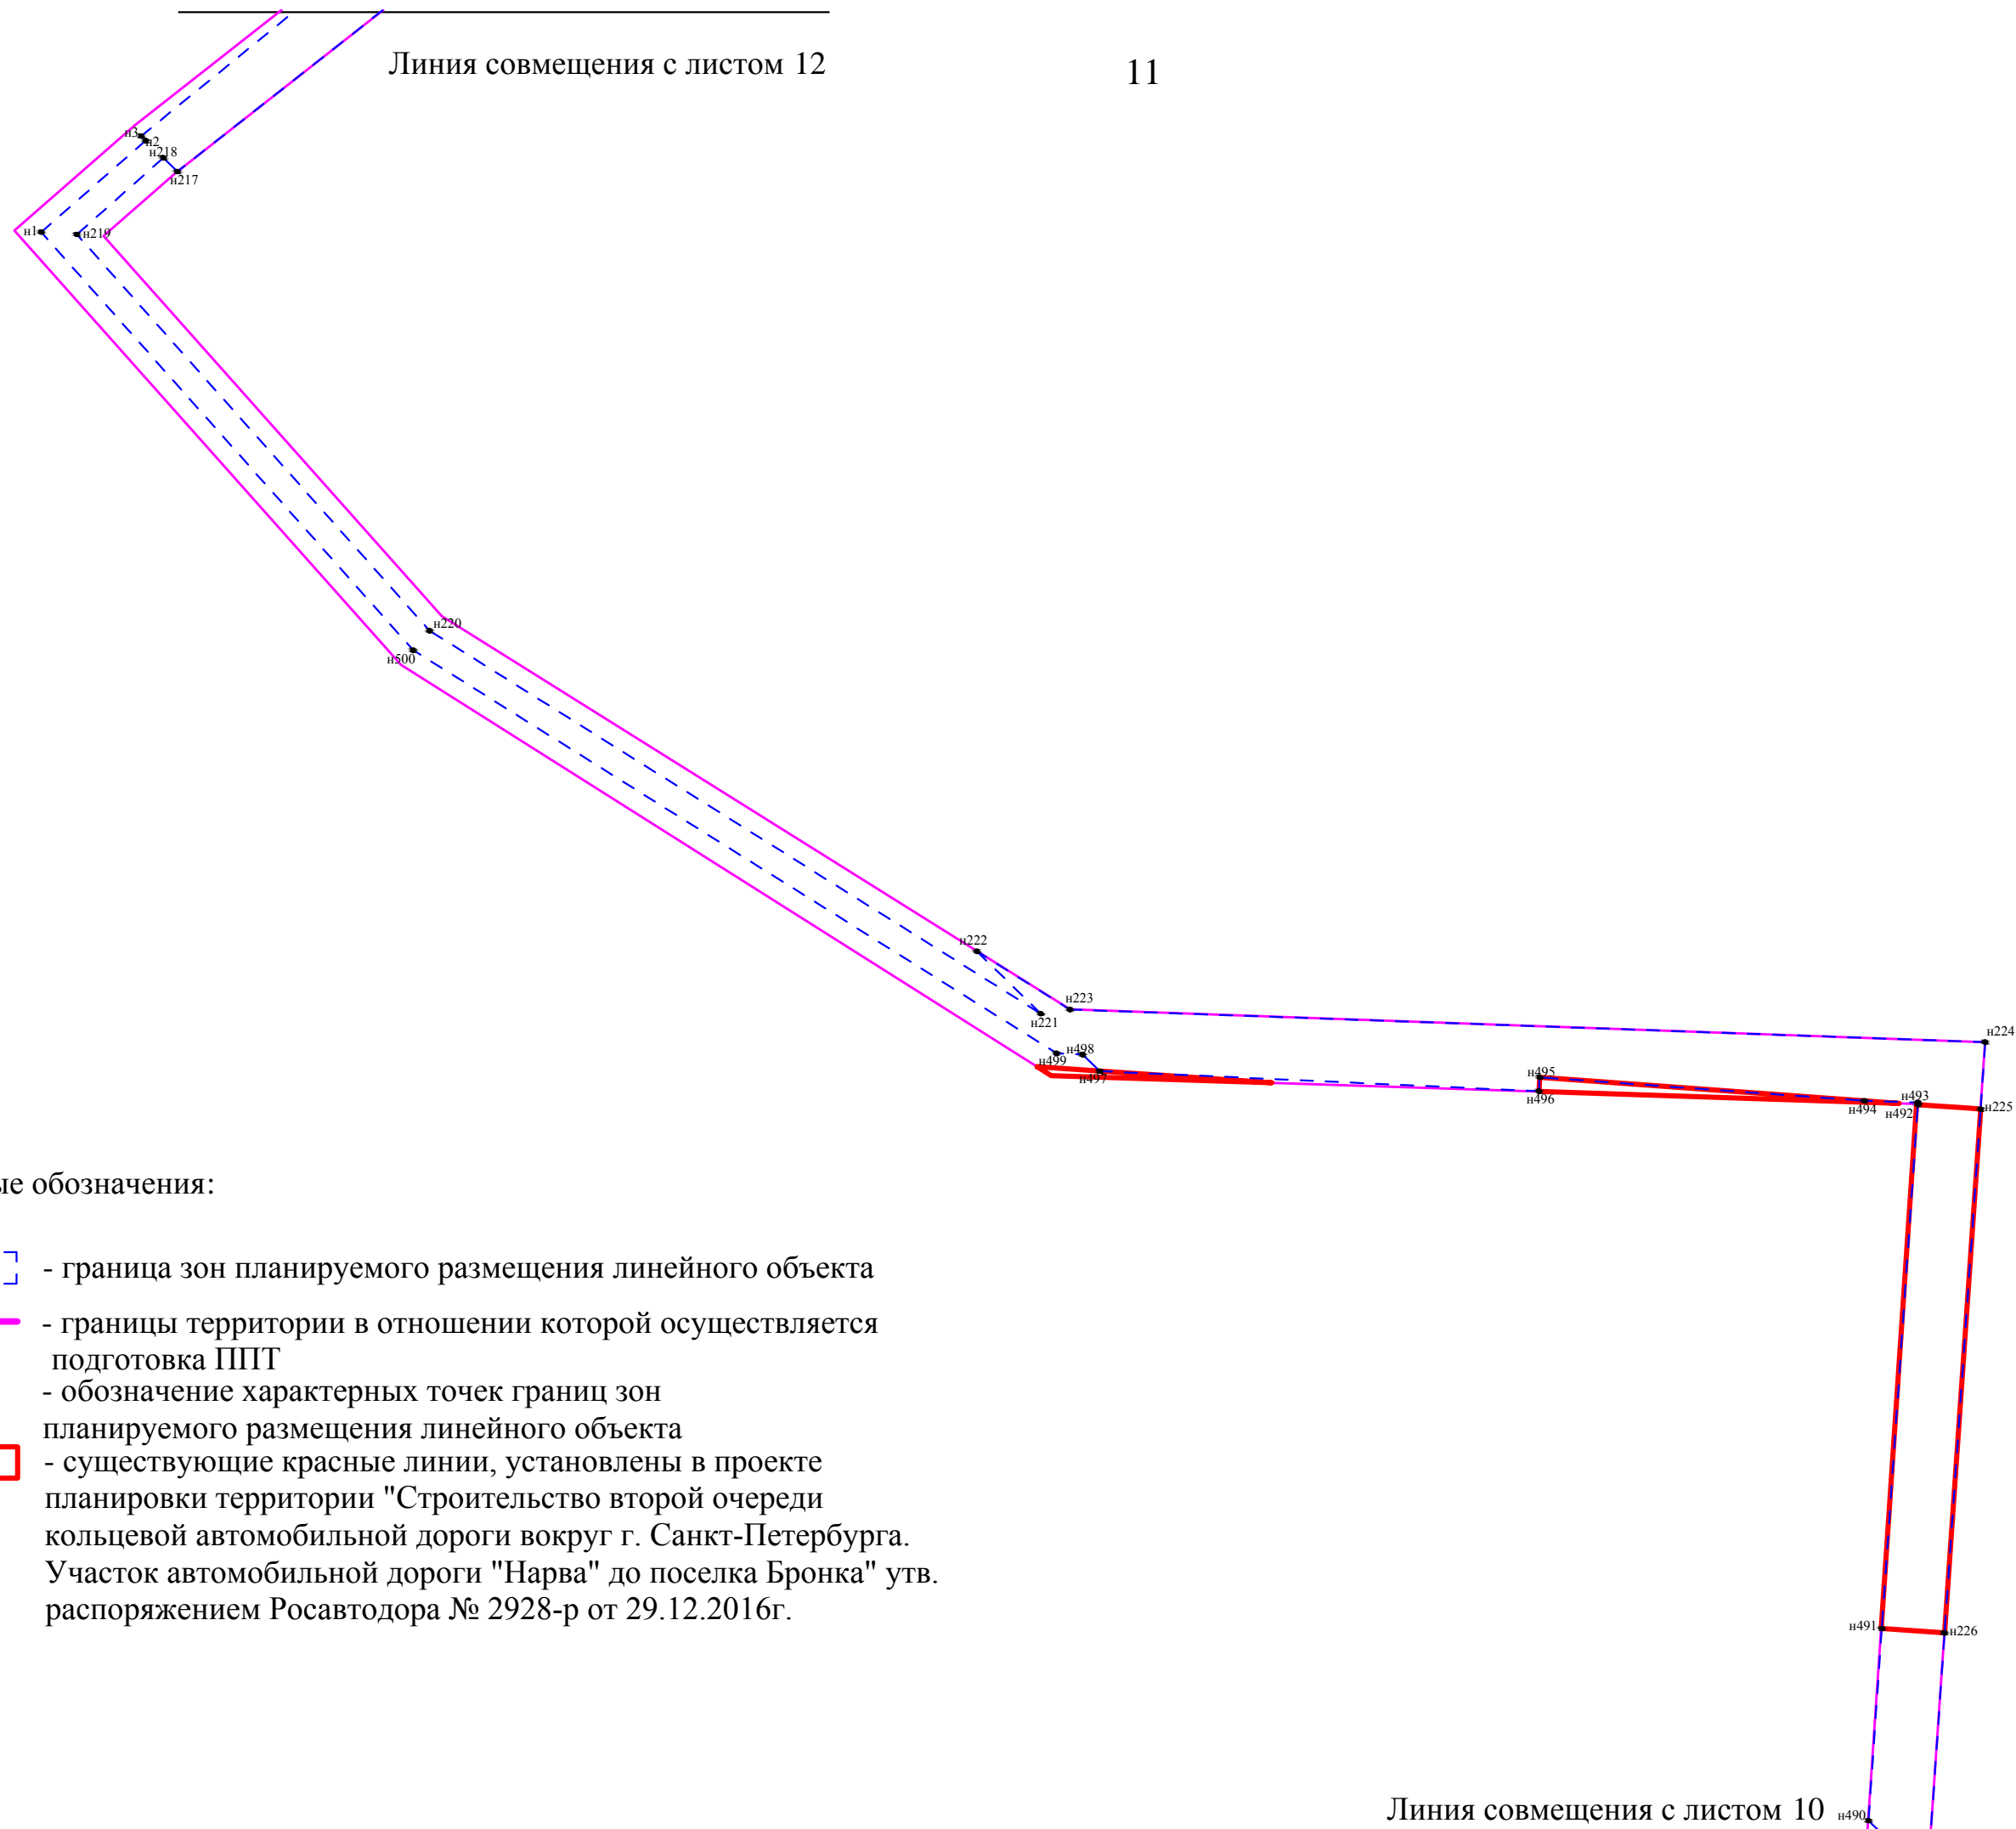 Линия совмещения с листом 12
11
н3
н2
н218
н217
н1
н219
н220
н500
н222
н223
н221
н224
н499
н498
н497
н495
н496
н494
н493
н492
н225
ые обозначения:
- граница зон планируемого размещения линейного объекта
- границы территории в отношении которой осуществляется
подготовка ППТ
- обозначение характерных точек границ зон
планируемого размещения линейного объекта
- существующие красные линии, установлены в проекте
планировки территории "Строительство второй очереди
кольцевой автомобильной дороги вокруг г. Санкт-Петербурга.
Участок автомобильной дороги "Нарва" до поселка Бронка" утв.
распоряжением Росавтодора № 2928-р от 29.12.2016г.
н491
н226
Линия совмещения с листом 10
н490